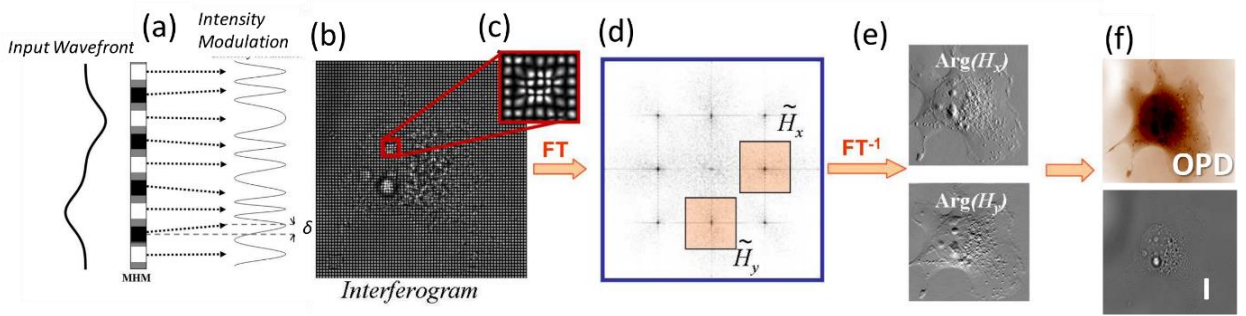 (a)
Input Wavefront
Intensity
Modulation
MHM
δ
(b)
Interferogram
(c)
FT
(d)
H̃x
H̃y
FT-1
(e)
Arg(Hx)
Arg(Hy)
(f)
OPD
I